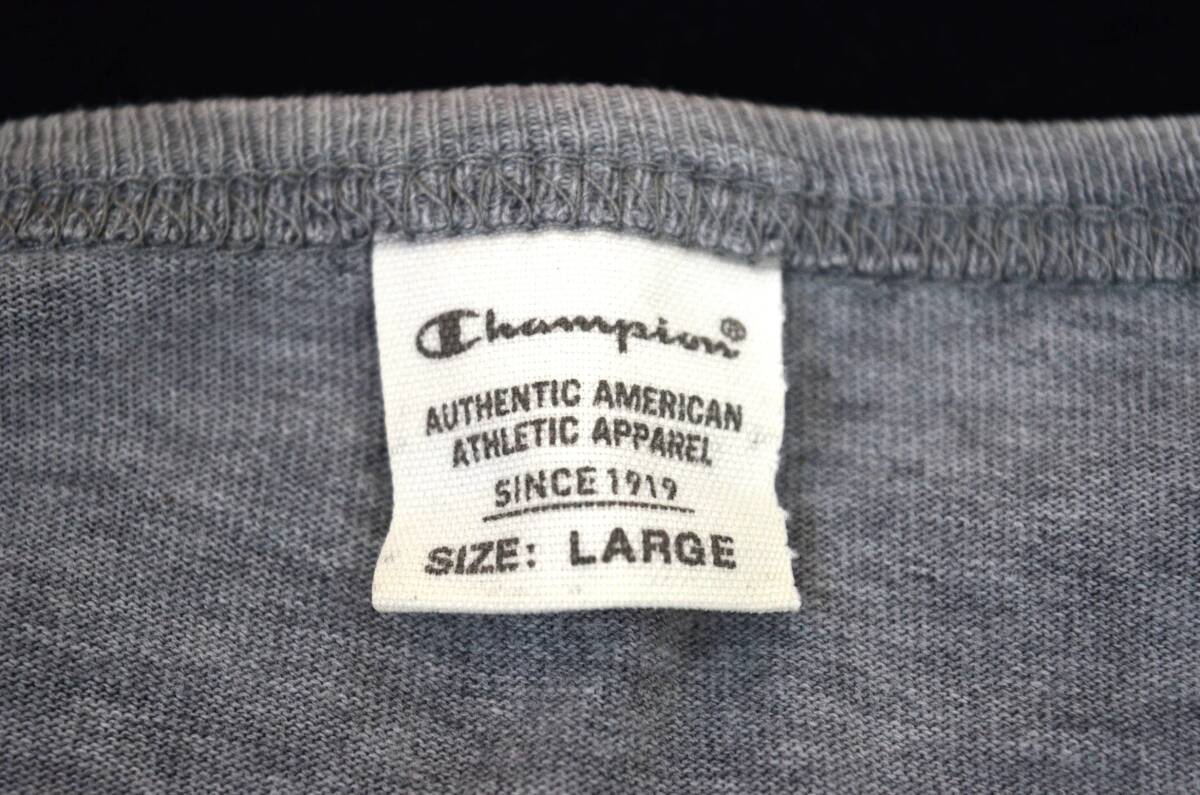 Champion®
AUTHENTIC AMERICAN
ATHLETIC APPAREL
SINCE 1919
SIZE: LARGE